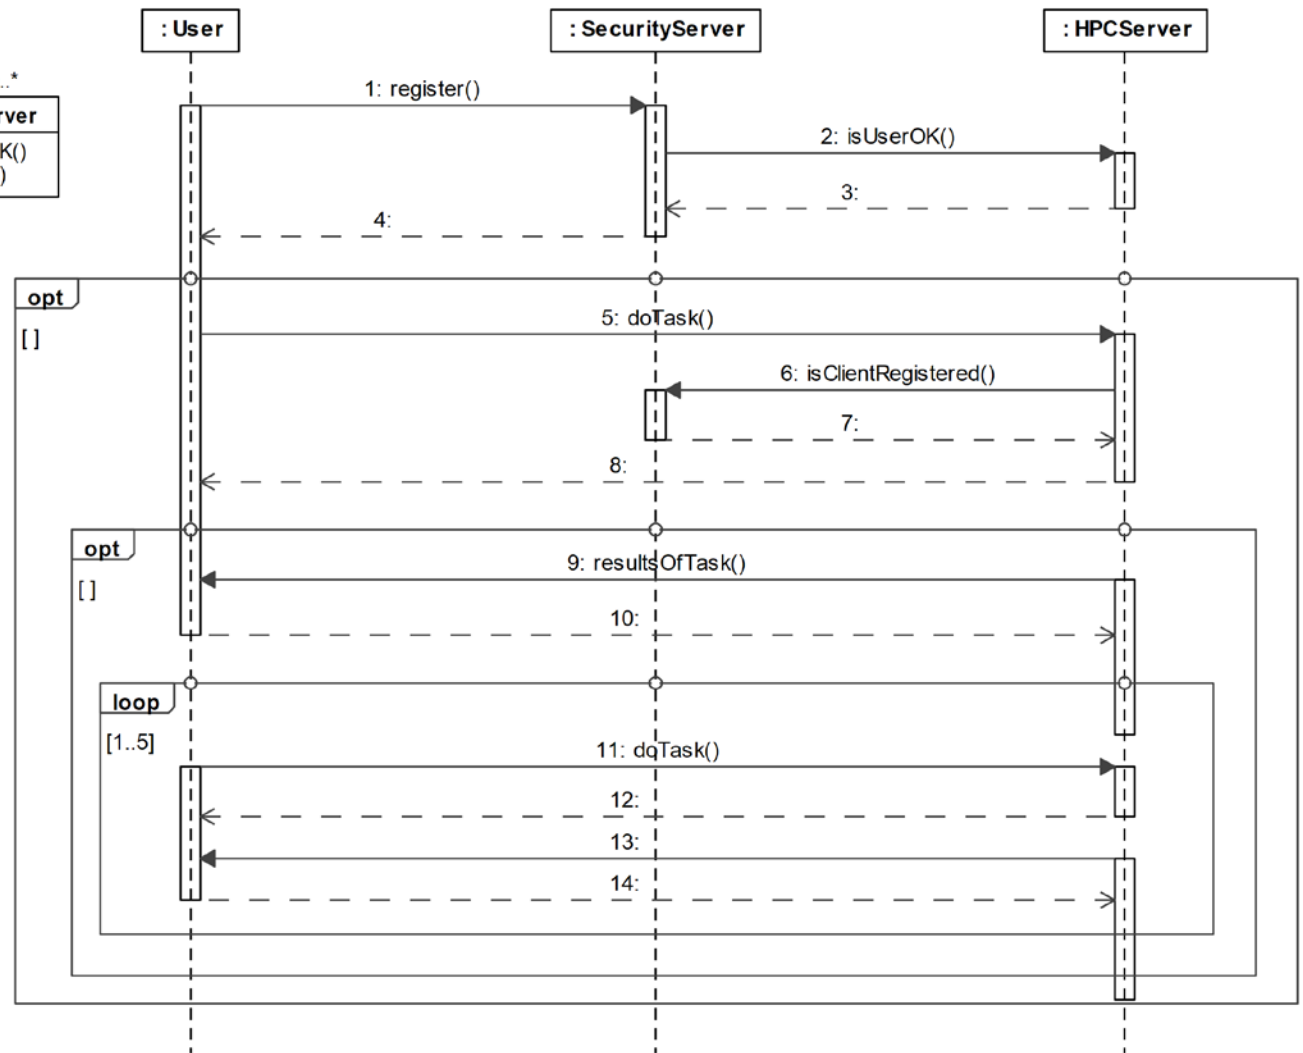 : User
: SecurityServer
: HPCServer
..*
rver
K()
)
1: register()
2: isUserOK()
3:
4:
opt
[ ]
5: doTask()
6: isClientRegistered()
7:
8:
opt
[ ]
9: resultsOfTask()
10:
loop
[1..5]
11: doTask()
12:
13:
14: